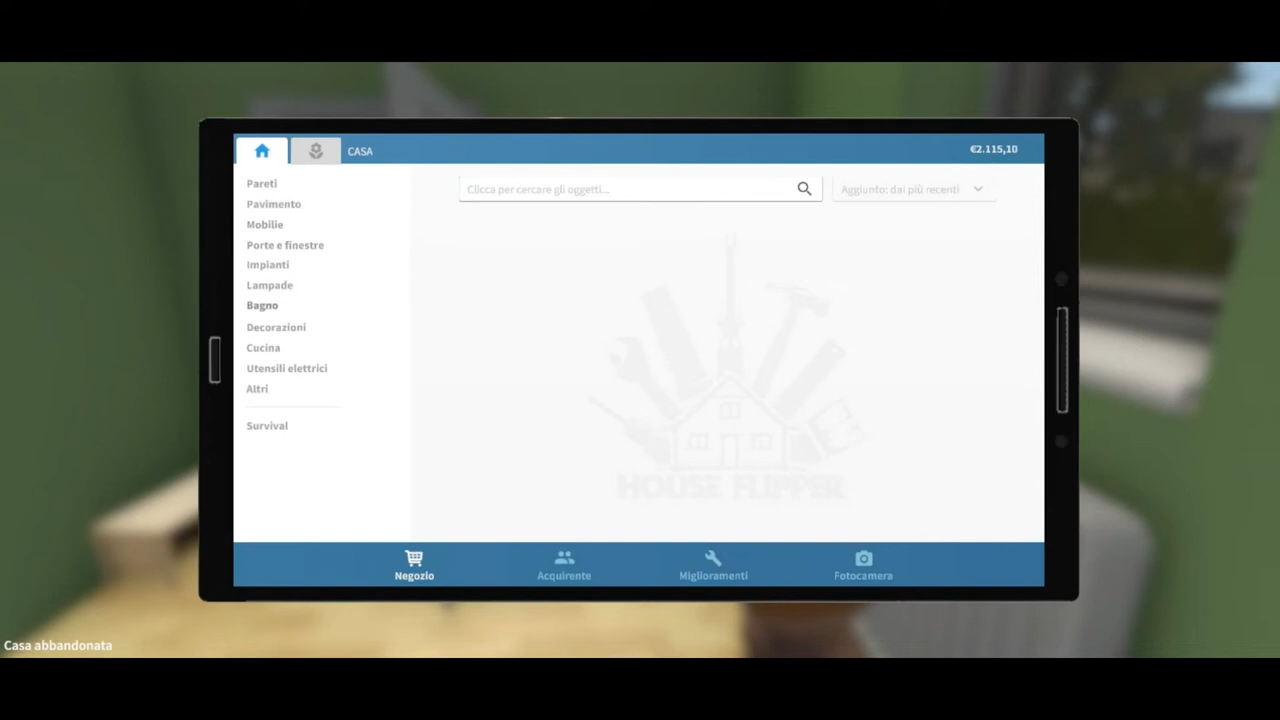 CASA
€2.115,10
Clicca per cercare gli oggetti...
Aggiunto: dai più recenti
Pareti
Pavimento
Mobilie
Porte e finestre
Impianti
Lampade
Bagno
Decorazioni
Cucina
Utensili elettrici
Altri
Survival
HOUSE FLIPPER
Negozio
Acquirente
Miglioramenti
Fotocamera
Casa abbandonata